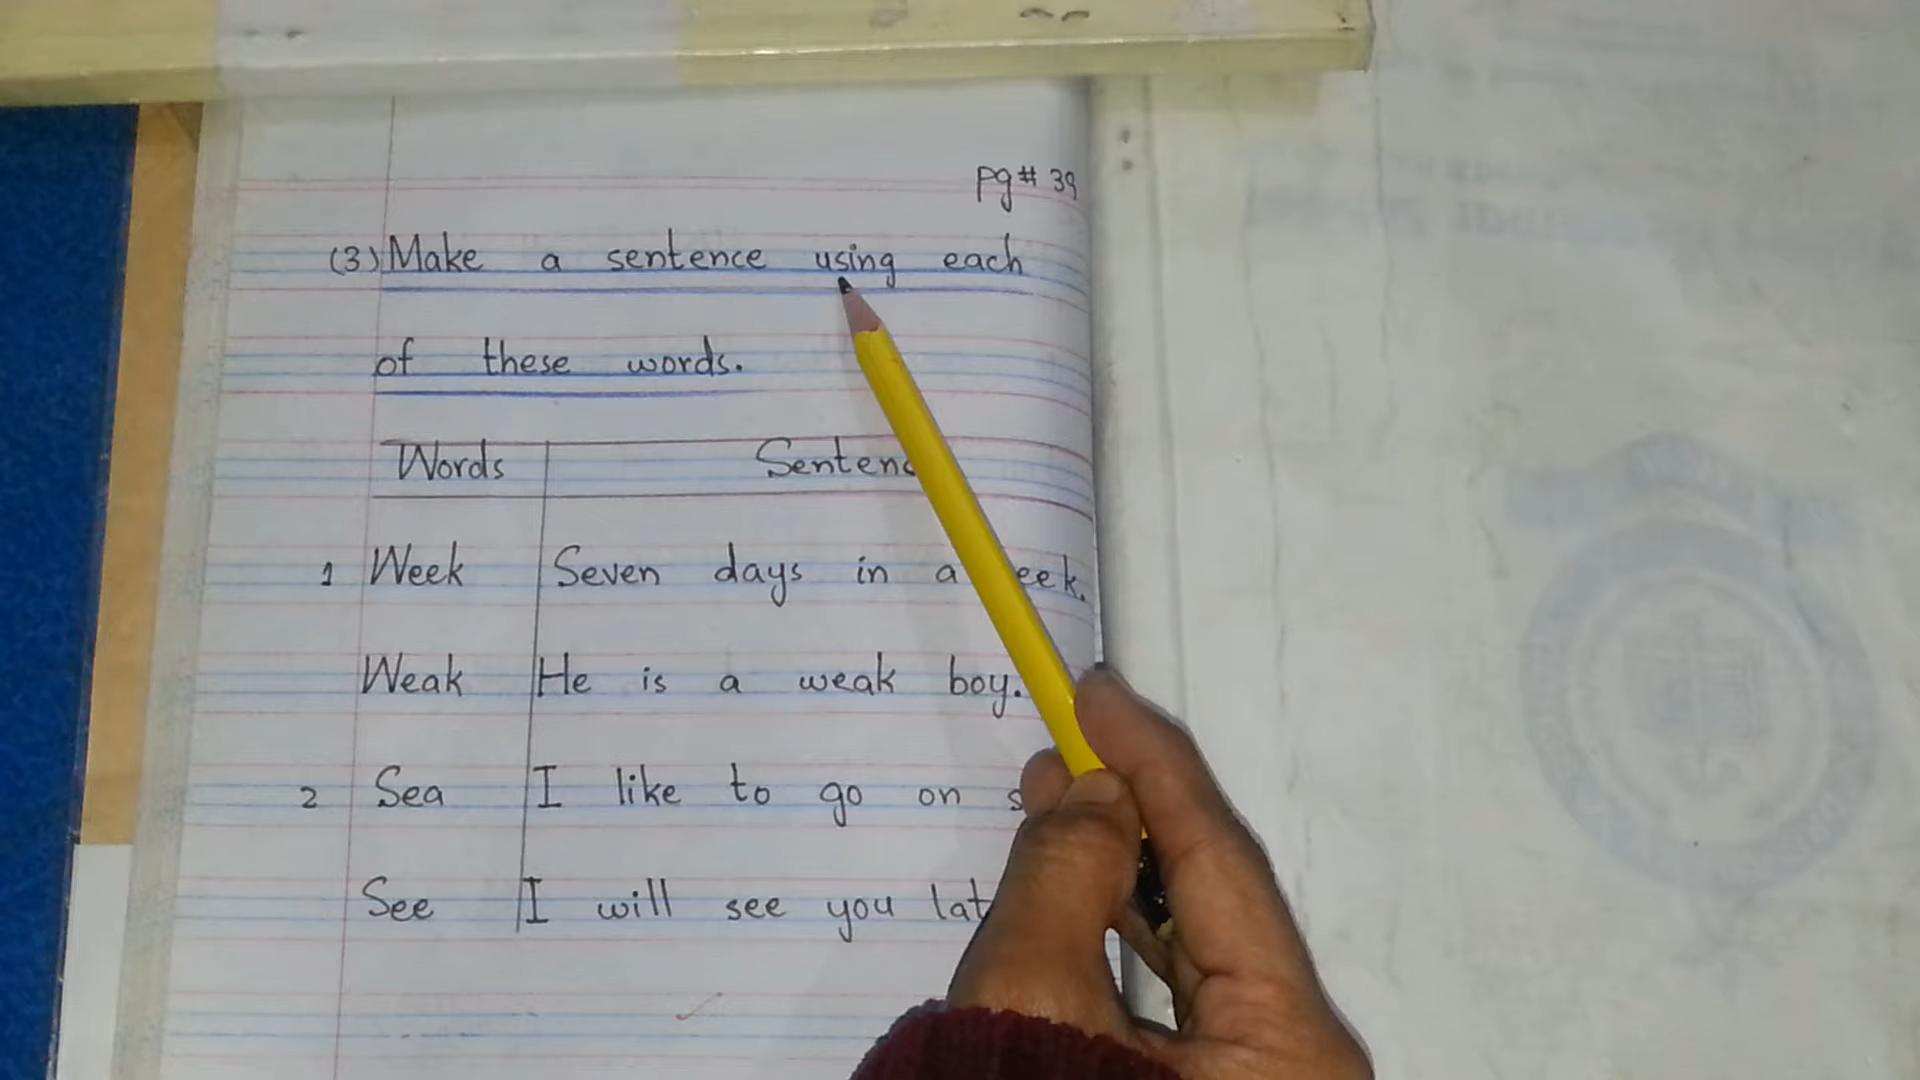 pg# 39
(3) Make a sentence using each
of these words.
Words Sentenc
1 Week Seven days in a eek.
Weak He is a weak boy.
2 Sea I like to go on s
See I will see you lat